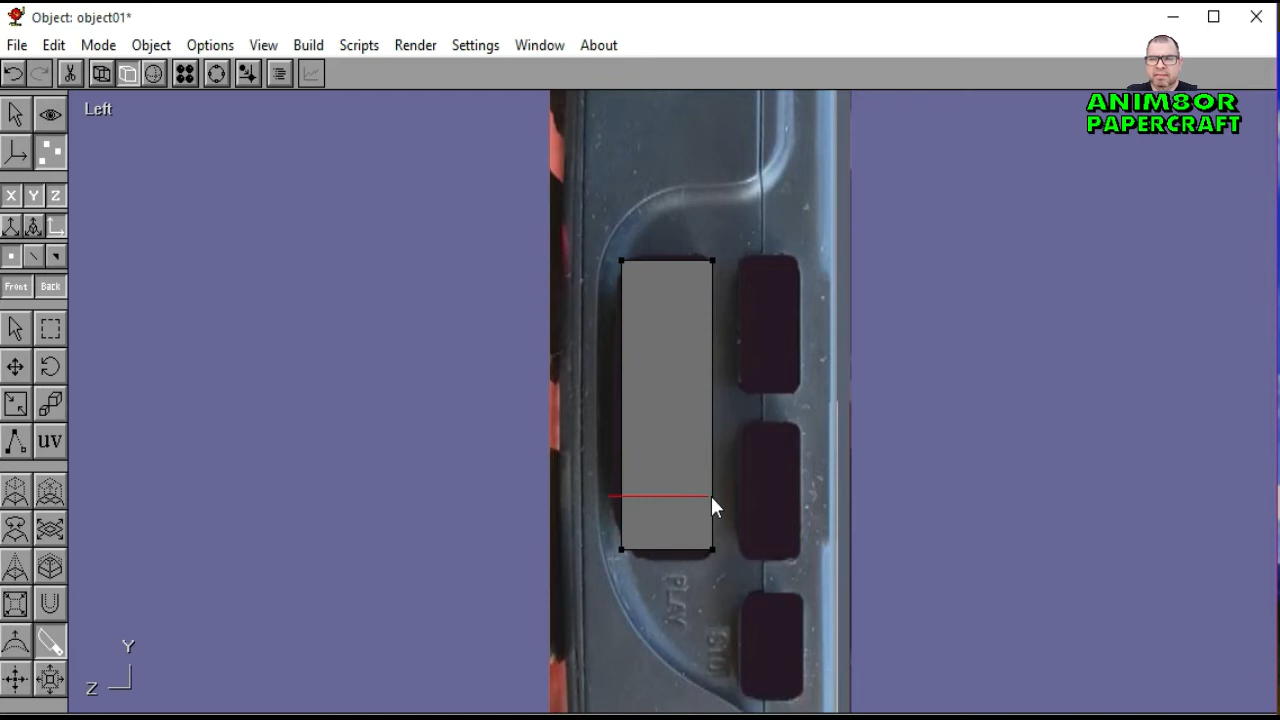 Object: object01*
File Edit Mode Object Options View Build Scripts Render Settings Window About
ANIM8OR
PAPERCRAFT
Left
X Y Z
Front Back
uv
PLAY
Y
Z